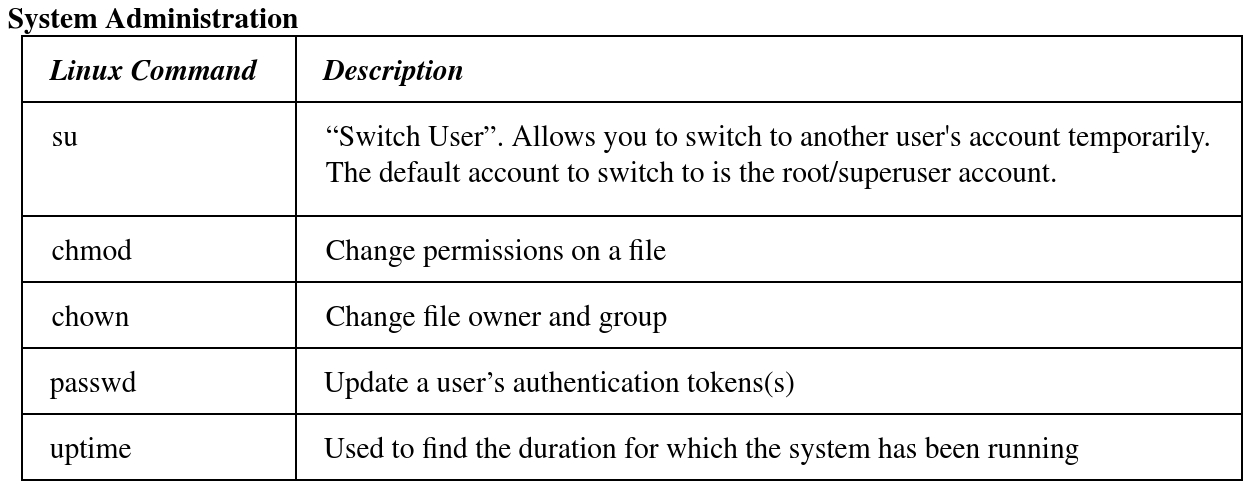 System Administration
Linux Command Description
su “Switch User”. Allows you to switch to another user's account temporarily.
The default account to switch to is the root/superuser account.
chmod Change permissions on a file
chown Change file owner and group
passwd Update a user’s authentication tokens(s)
uptime Used to find the duration for which the system has been running